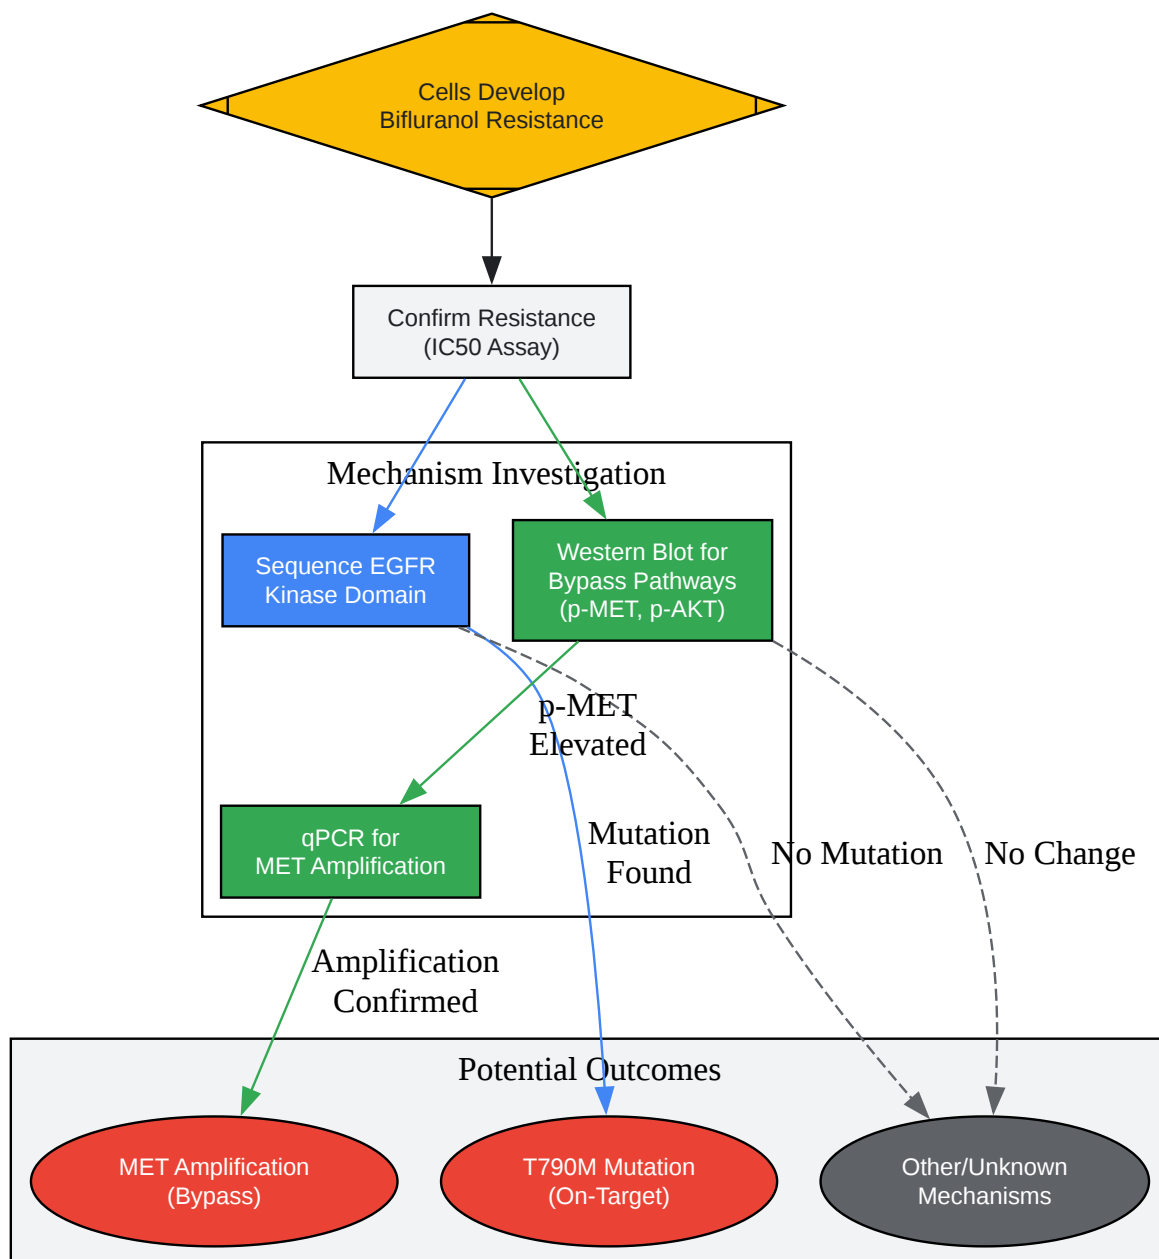 Cells Develop
Bifluranol Resistance
Confirm Resistance
(IC50 Assay)
Mechanism Investigation
Sequence EGFR
Kinase Domain
Western Blot for
Bypass Pathways
(p-MET, p-AKT)
p-MET
Elevated
qPCR for
MET Amplification
Mutation
Found
No Mutation
No Change
Amplification
Confirmed
Potential Outcomes
MET Amplification
(Bypass)
T790M Mutation
(On-Target)
Other/Unknown
Mechanisms